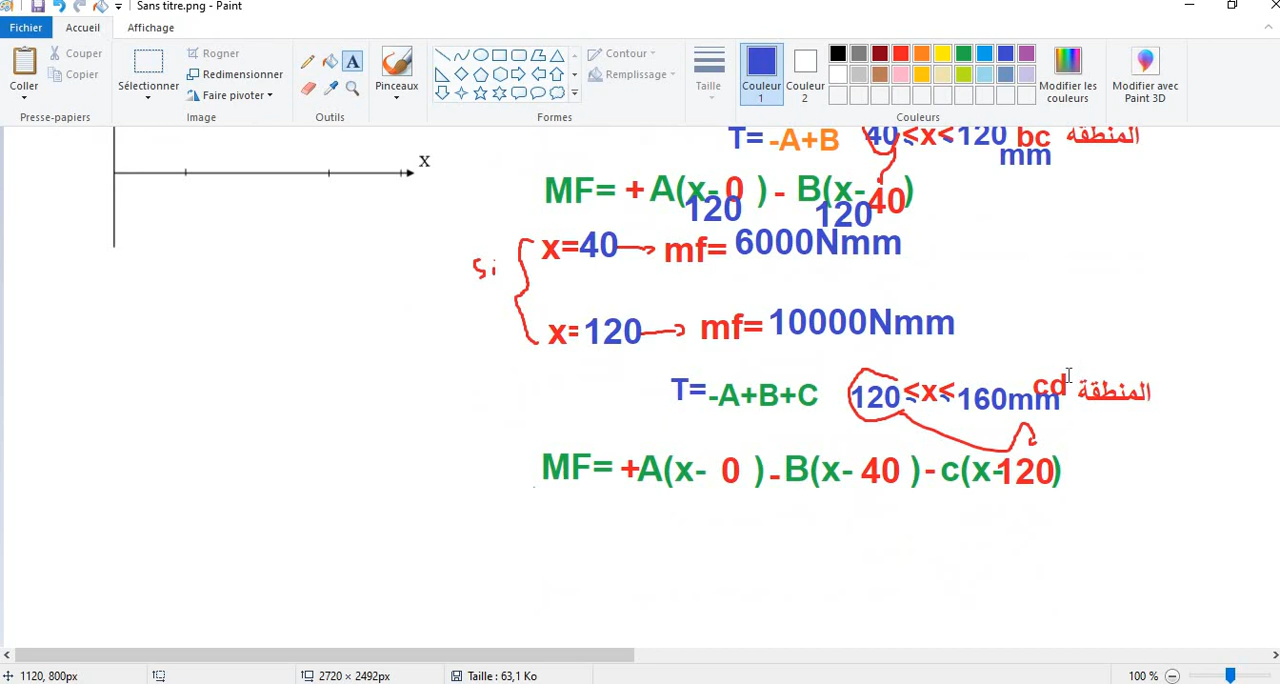 Sans titre.png - Paint
Fichier Accueil Affichage
Coller
Couper
Copier
Presse-papiers
Sélectionner
Rogner
Redimensionner
Faire pivoter
Image
Outils
Pinceaux
Contour
Remplissage
Formes
Taille
Couleur 1
Couleur 2
Couleurs
Modifier les couleurs
Modifier avec Paint 3D
x
T= -A+B 40<x<120 mm bc المنطقة
MF= + A(x- 0 ) - B(x- 40)
120 120
si
x=40 mf= 6000Nmm
x=120 mf= 10000Nmm
T= -A+B+C 120<x<160mm cd المنطقة
MF= +A(x- 0 ) - B(x- 40 ) - c(x-120)
1120, 800px
2720 × 2492px
Taille : 63,1 Ko
100 %